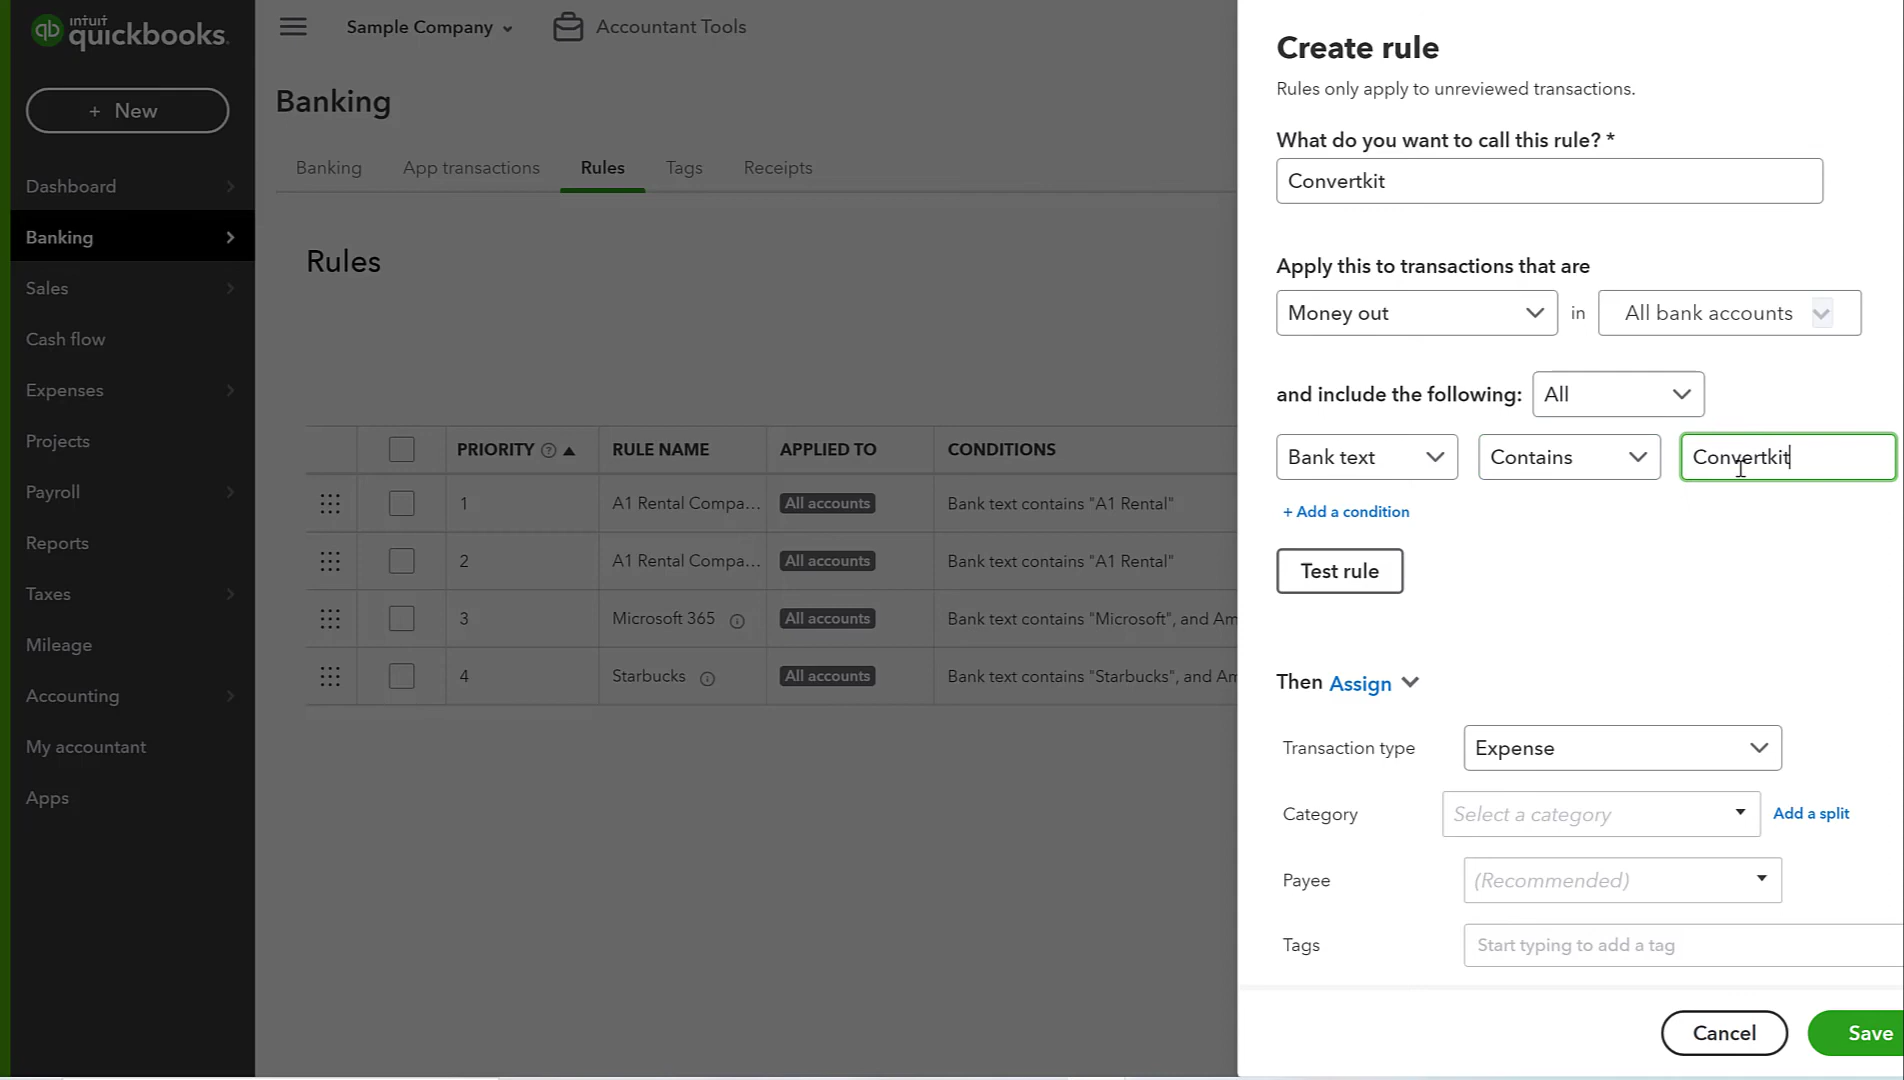 intuit
quickbooks.
+ New
Dashboard
Banking
Sales
Cash flow
Expenses
Projects
Payroll
Reports
Taxes
Mileage
Accounting
My accountant
Apps
Sample Company
Accountant Tools
Banking
Banking App transactions Rules Tags Receipts
Rules
PRIORITY RULE NAME APPLIED TO CONDITIONS
1 A1 Rental Compa... All accounts Bank text contains "A1 Rental"
2 A1 Rental Compa... All accounts Bank text contains "A1 Rental"
3 Microsoft 365 All accounts Bank text contains "Microsoft", and Am
4 Starbucks All accounts Bank text contains "Starbucks", and Am
Create rule
Rules only apply to unreviewed transactions.
What do you want to call this rule? *
Convertkit
Apply this to transactions that are
Money out in All bank accounts
and include the following: All
Bank text Contains Convertkit
+ Add a condition
Test rule
Then Assign
Transaction type Expense
Category Select a category Add a split
Payee (Recommended)
Tags Start typing to add a tag
Cancel Save